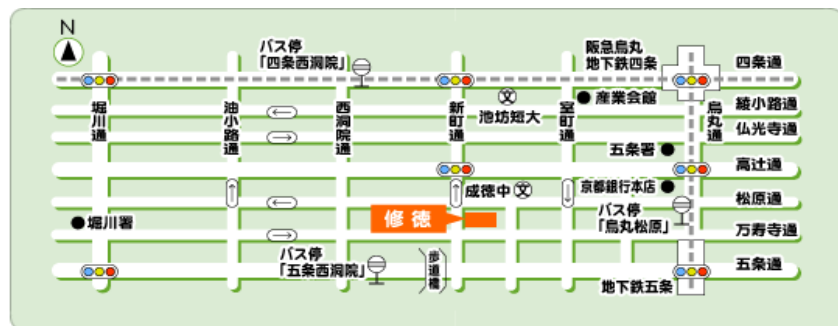 N
バス停
「四条西洞院」
阪急烏丸
地下鉄四条
四条通
堀川通
油小路通
西洞院通
新町通
池坊短大
室町通
産業会館
烏丸通
綾小路通
仏光寺通
五条署
高辻通
成徳中
京都銀行本店
松原通
堀川署
修徳
バス停
「烏丸松原」
万寿寺通
バス停
「五条西洞院」
歩道橋
五条通
地下鉄五条